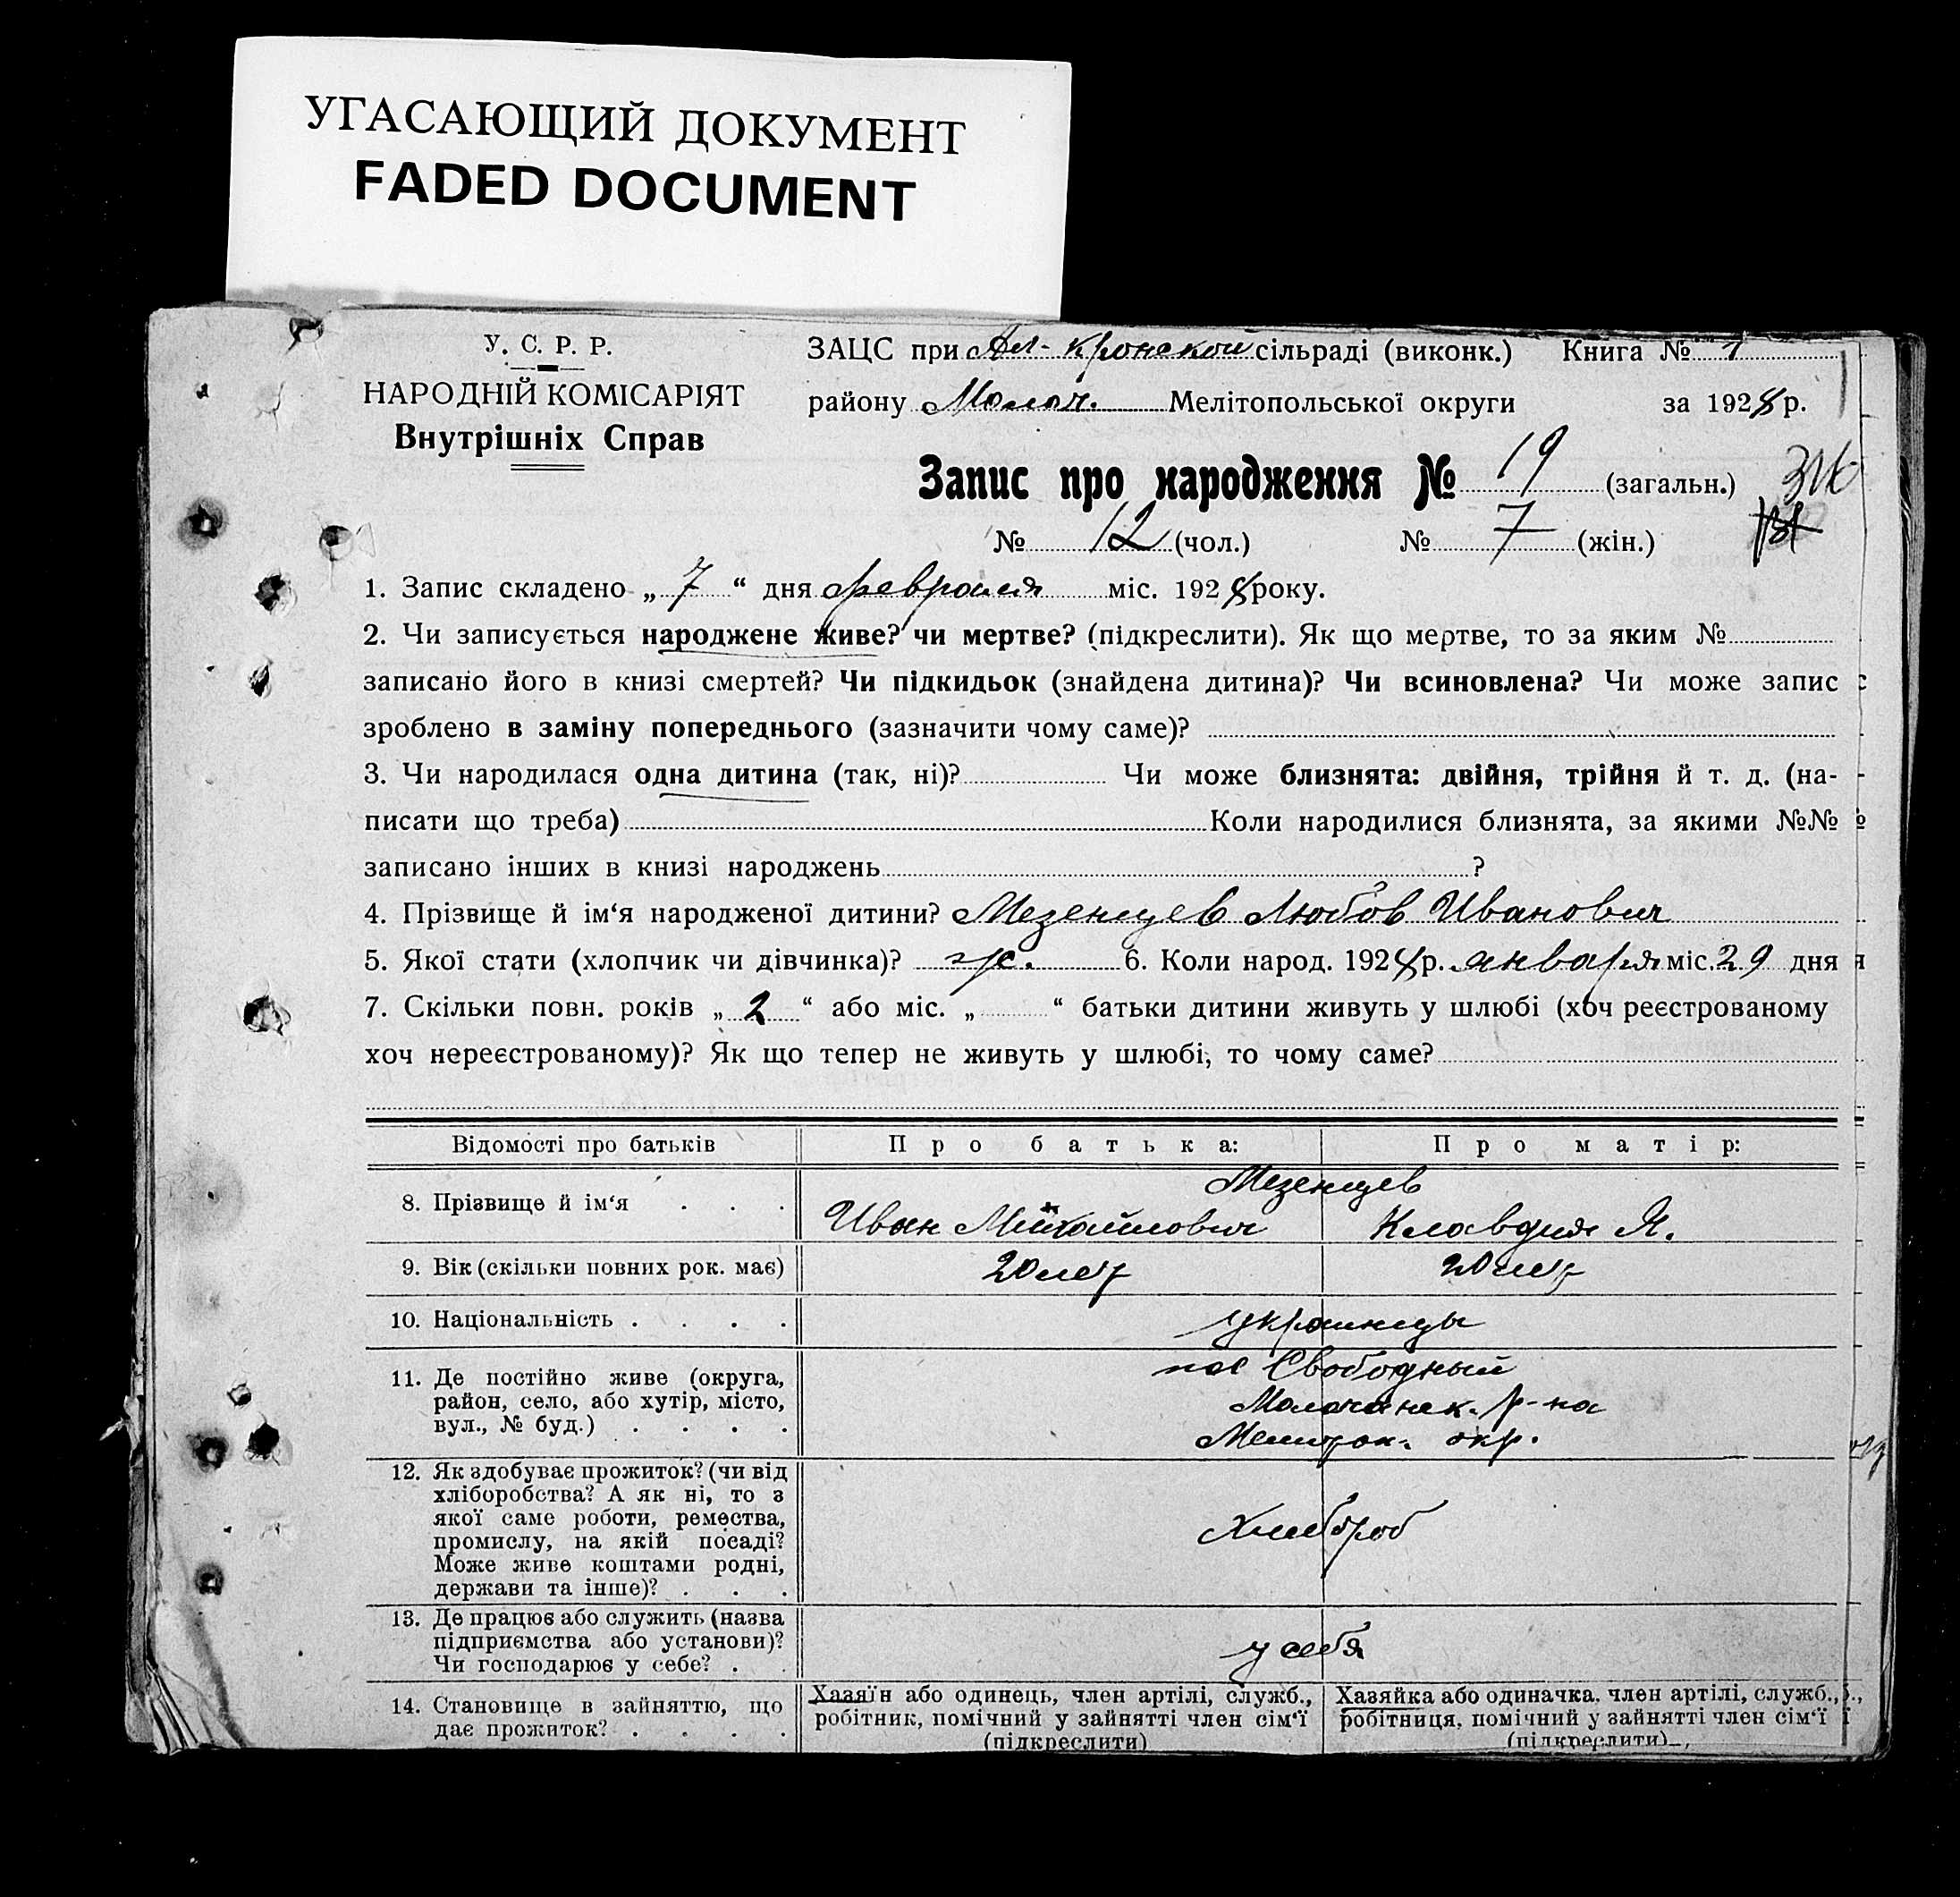 УГАСАЮЩИЙ ДОКУМЕНТ
FADED DOCUMENT
У. С. Р. Р.
НАРОДНІЙ КОМІСАРІЯТ
Внутрішніх Справ
ЗАЦС при Ал-кронской сільраді (виконк.) Книга № 1
району Молоч. Мелітопольської округи за 1928 р.
Запис про народження № 19 (загальн.)
№ 12 (чол.) № 7 (жін.)
1. Запис складено „ 7 “ дня февраля міс. 1928 року.
2. Чи записується народжене живе? чи мертве? (підкреслити). Як що мертве, то за яким №
записано його в книзі смертей? Чи підкидьок (знайдена дитина)? Чи всиновлена? Чи може запис
зроблено в заміну попереднього (зазначити чому саме)?
3. Чи народилася одна дитина (так, ні)? Чи може близнята: двійня, трійня й т. д. (на-
писати що треба) Коли народилися близнята, за якими №№
записано інших в книзі народжень ?
4. Прізвище й ім‘я народженої дитини? Мезенцев Любов Иванович
5. Якої стати (хлопчик чи дівчинка)? ж. 6. Коли народ. 1928 р. января міс. 29 дня
7. Скільки повн. років „ 2 “ або міс. „ “ батьки дитини живуть у шлюбі (хоч реєстрованому
хоч нереєстрованому)? Як що тепер не живуть у шлюбі, то чому саме?
Відомості про батьків Про батька: Про матір:
Мезенцев
8. Прізвище й ім‘я . . . Иван Михайлович Клавдия Я.
9. Вік (скільки повних рок. має) 20 лет 20 лет
10. Національність . . . . украинцы
11. Де постійно живе (округа,
район, село, або хутір, місто,
вул., № буд.) . . . .
пос Свободный
Молочанск. р-на
Мелитоп. окр.
12. Як здобуває прожиток? (чи від
хліборобства? А як ні, то з
якої саме роботи, ремества,
промислу, на якій посаді?
Може живе коштами родні,
держави та інше)? . . .
хлебороб
13. Де працює або служить (назва
підприємства або установи)?
Чи господарює у себе? . .
у себя
14. Становище в зайняттю, що
дає прожиток? . . . .
Хазяїн або одинець, член артілі, служб.,
робітник, помічний у зайнятті член сім‘ї
(підкреслити)
Хазяйка або одиначка, член артілі, служб.,
робітниця, помічний у зайнятті член сім‘ї
(підкреслити)